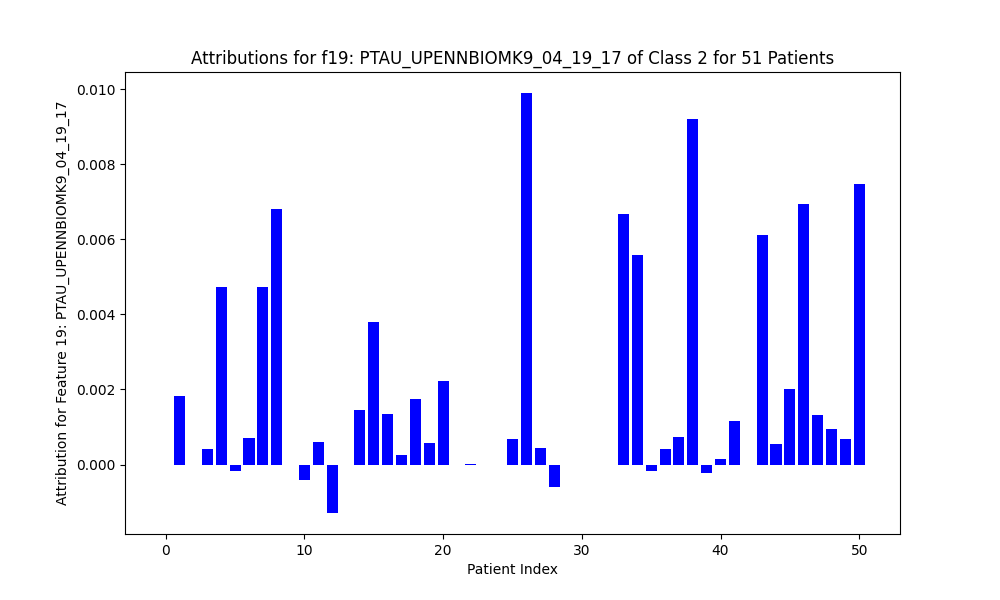 Attributions for f19: PTAU_UPENNBIOMK9_04_19_17 of Class 2 for 51 Patients
Attribution for Feature 19: PTAU_UPENNBIOMK9_04_19_17
0.010
0.008
0.006
0.004
0.002
0.000
0 10 20 30 40 50
Patient Index